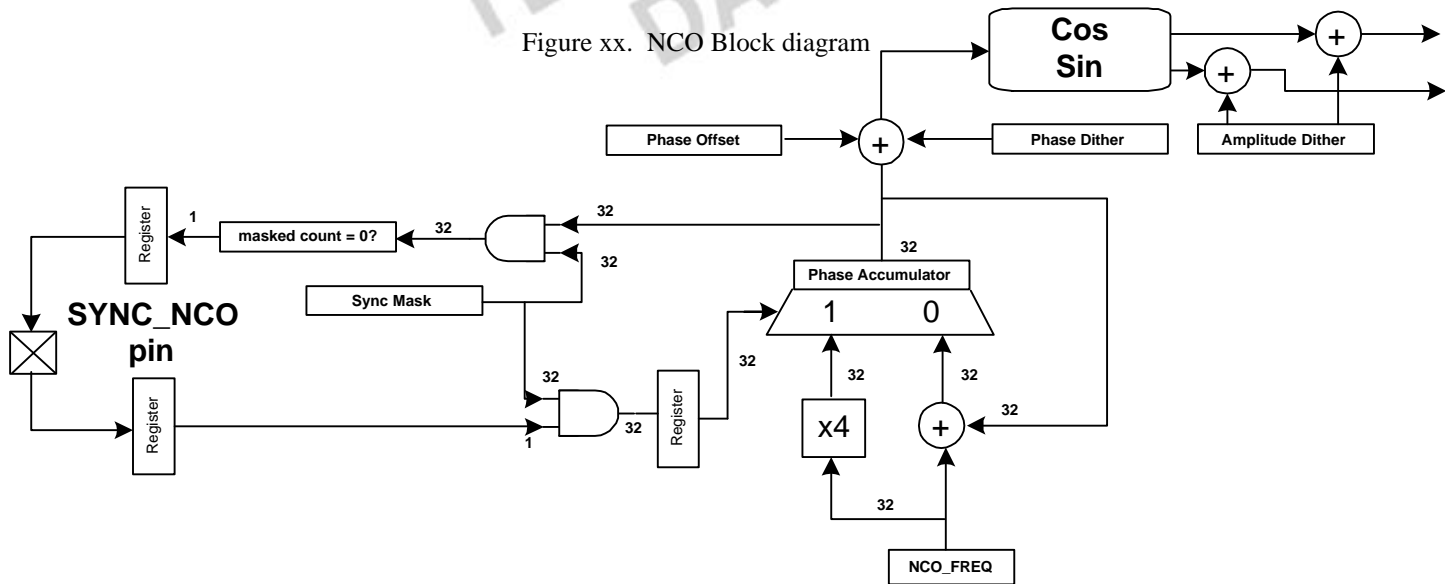 Figure xx. NCO Block diagram
Cos
Sin
+
+
Phase Offset
+
Phase Dither
Amplitude Dither
Register
1
masked count = 0?
32
32
32
32
Phase Accumulator
Sync Mask
1 0
SYNC_NCO
pin
32
32
32
32
Register
1
32
Register
x4
+
32
32
NCO_FREQ